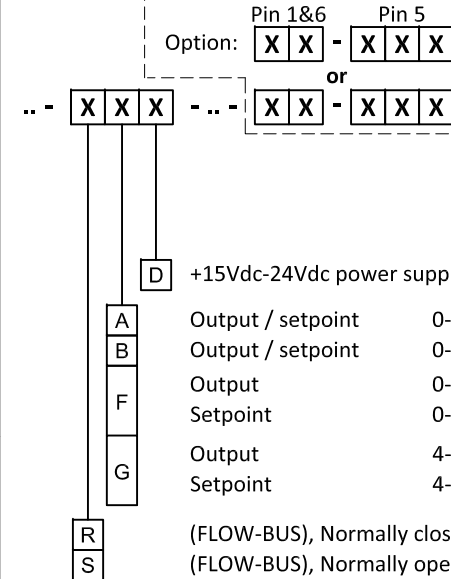 Pin 1&6 Pin 5
Option: X X - X X X
or
.. - X X X - .. - X X - X X X
D +15Vdc-24Vdc power supp
A Output / setpoint 0-
B Output / setpoint 0-
F Output 0-
Setpoint 0-
G Output 4-
Setpoint 4-
R (FLOW-BUS), Normally clos
S (FLOW-BUS), Normally ope